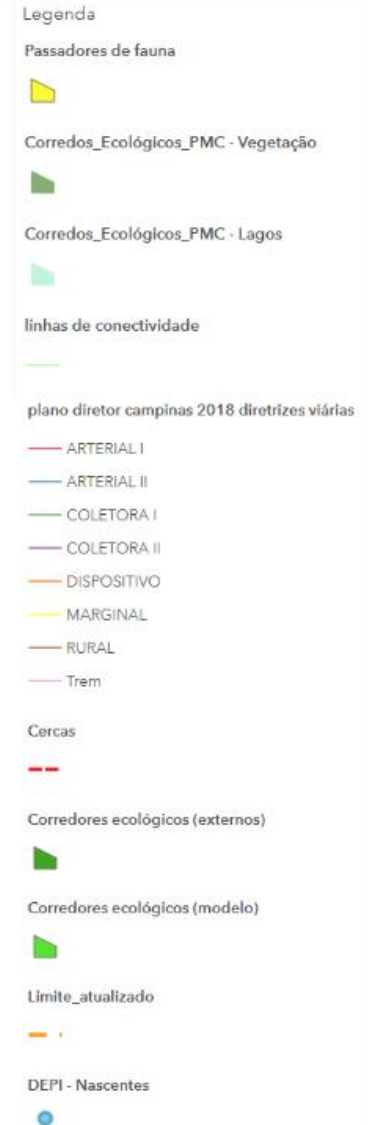 Legenda
Passadores de fauna
Corredos_Ecológicos_PMC - Vegetação
Corredos_Ecológicos_PMC - Lagos
linhas de conectividade
plano diretor campinas 2018 diretrizes viárias
ARTERIAL I
ARTERIAL II
COLETORA I
COLETORA II
DISPOSITIVO
MARGINAL
RURAL
Trem
Cercas
Corredores ecológicos (externos)
Corredores ecológicos (modelo)
Limite_atualizado
DEPI - Nascentes